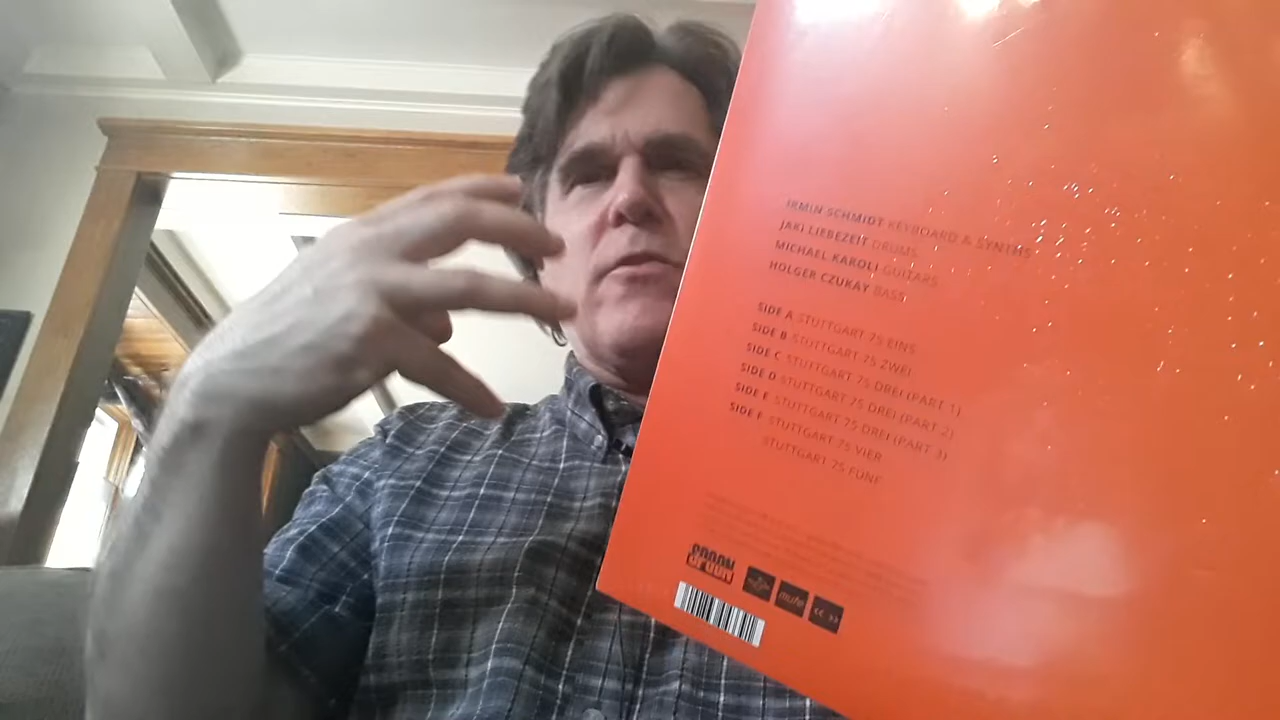 IRMIN SCHMIDT KEYBOARD & SYNTHS
JAKI LIEBEZEIT DRUMS
MICHAEL KAROLI GUITARS
HOLGER CZUKAY BASS
SIDE A STUTTGART 75 EINS
SIDE B STUTTGART 75 ZWEI
SIDE C STUTTGART 75 DREI (PART 1)
SIDE D STUTTGART 75 DREI (PART 2)
SIDE E STUTTGART 75 DREI (PART 3)
SIDE F STUTTGART 75 VIER
STUTTGART 75 FÜNF
SPOON
mute